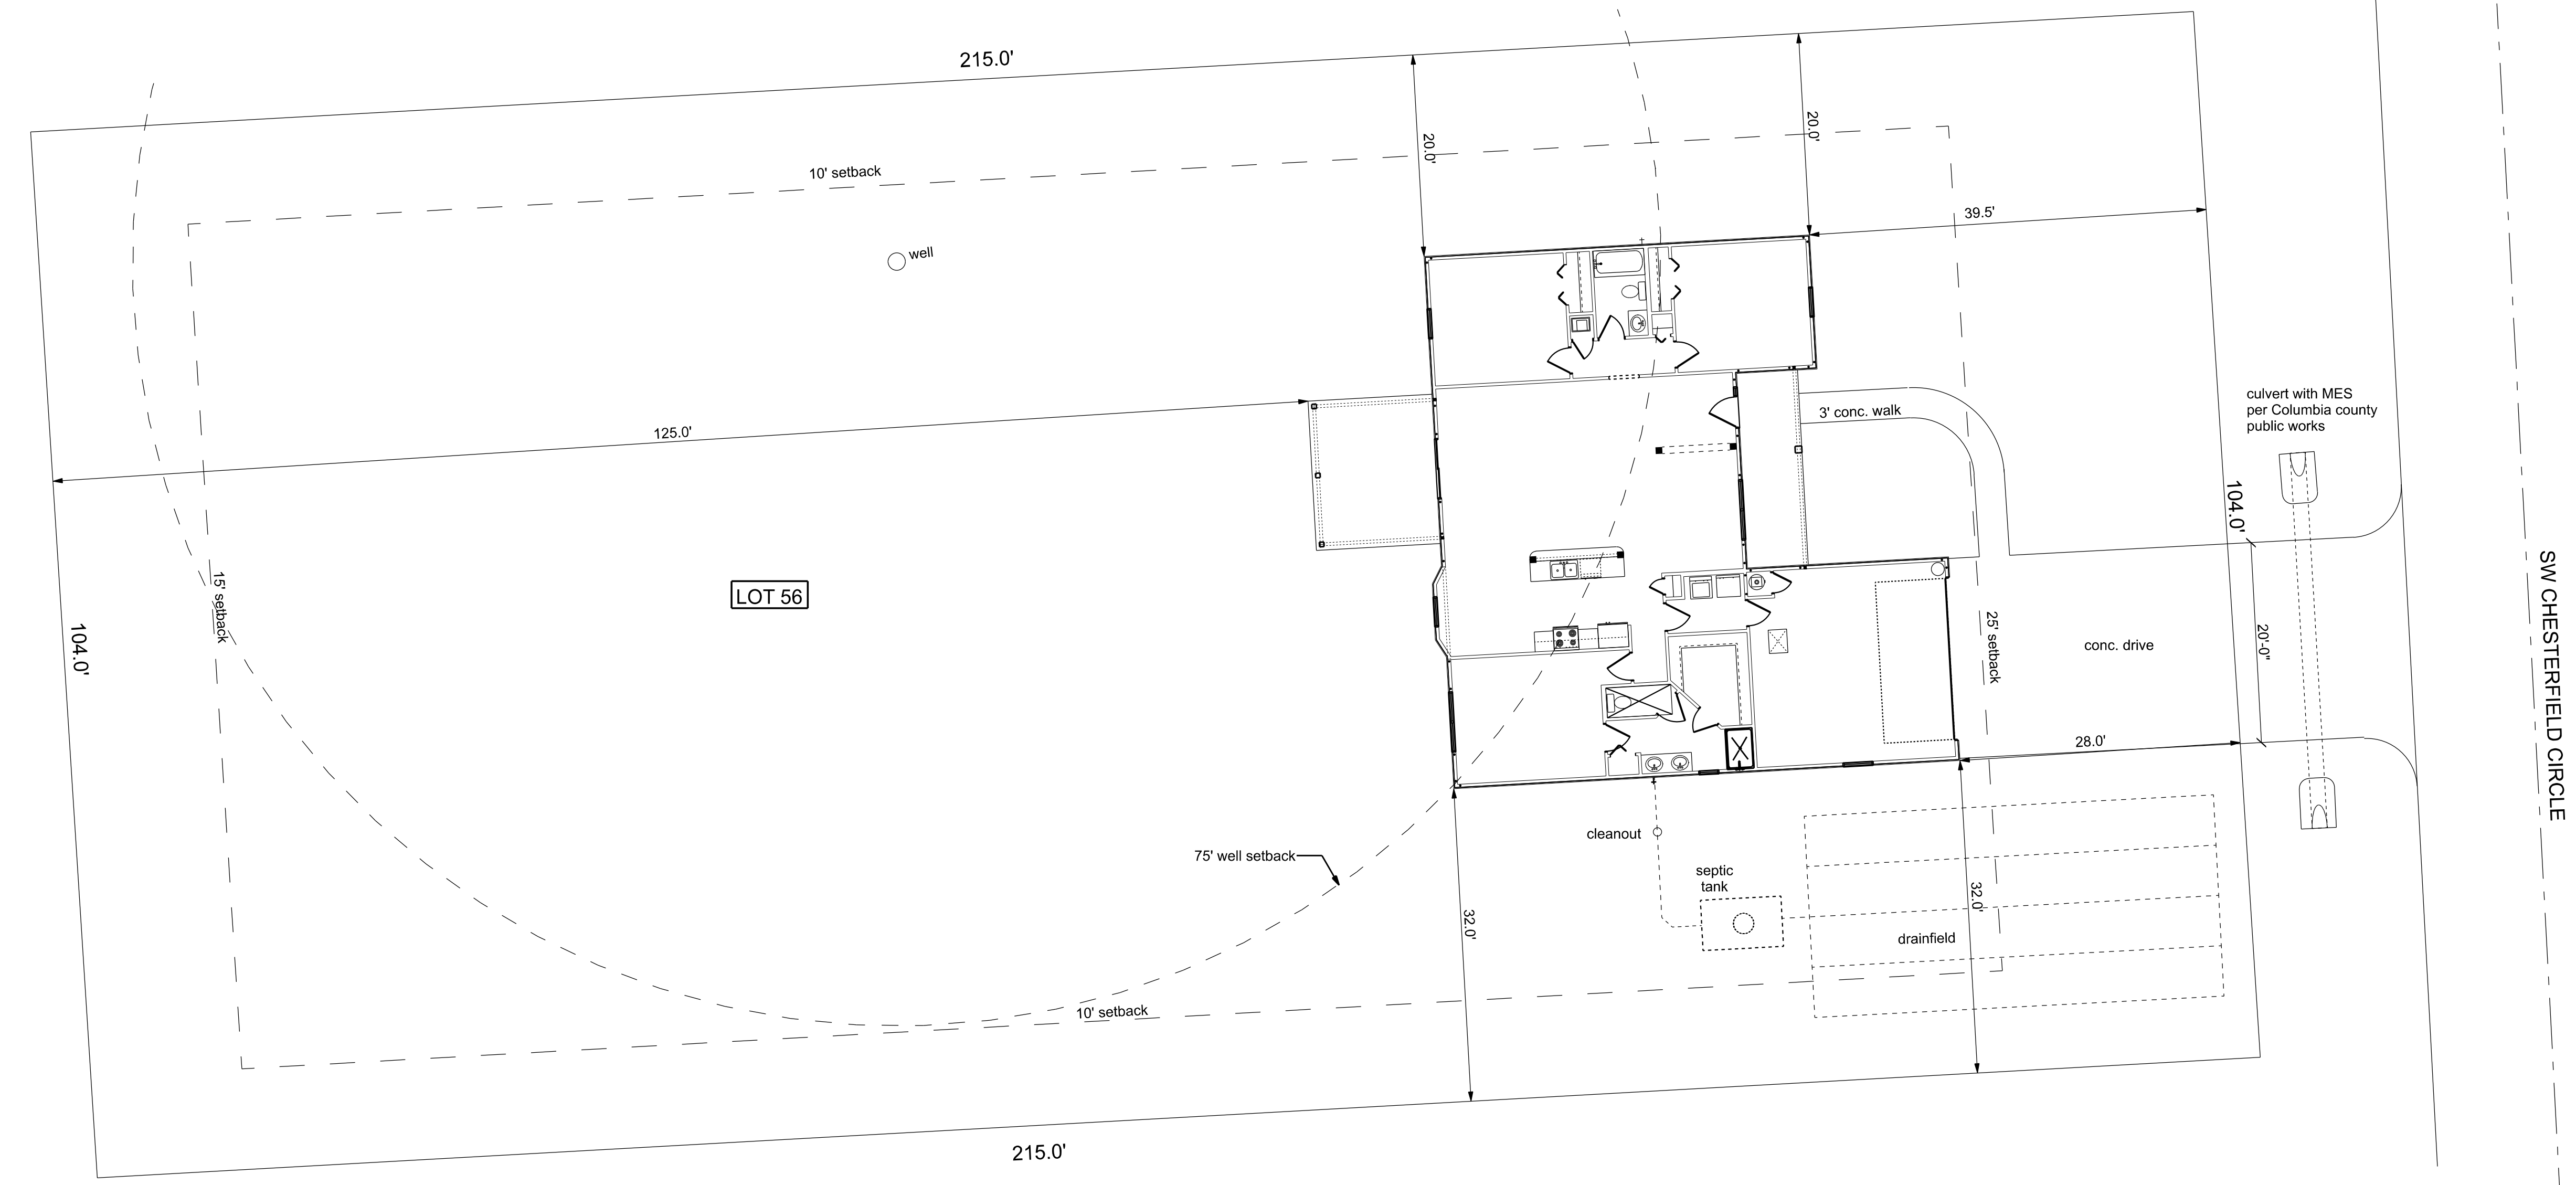 215.0'
20.0'
20.0'
10' setback
39.5'
well
culvert with MES
per Columbia county
public works
3' conc. walk
125.0'
104.0'
SW CHESTERFIELD CIRCLE
LOT 56
15' setback
104.0'
25' setback
conc. drive
20'-0"
28.0'
cleanout
75' well setback
septic
tank
32.0'
32.0'
drainfield
10' setback
215.0'